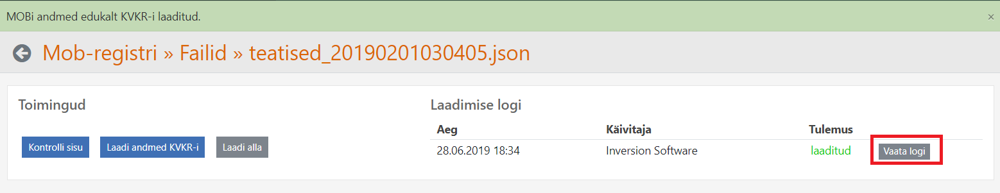 MOBi andmed edukalt KVKR-i laaditud.
×
Mob-registri » Failid » teatised_20190201030405.json
Toimingud
Kontrolli sisu Laadi andmed KVKR-i Laadi alla
Laadimise logi
Aeg Käivitaja Tulemus
28.06.2019 18:34 Inversion Software laaditud Vaata logi